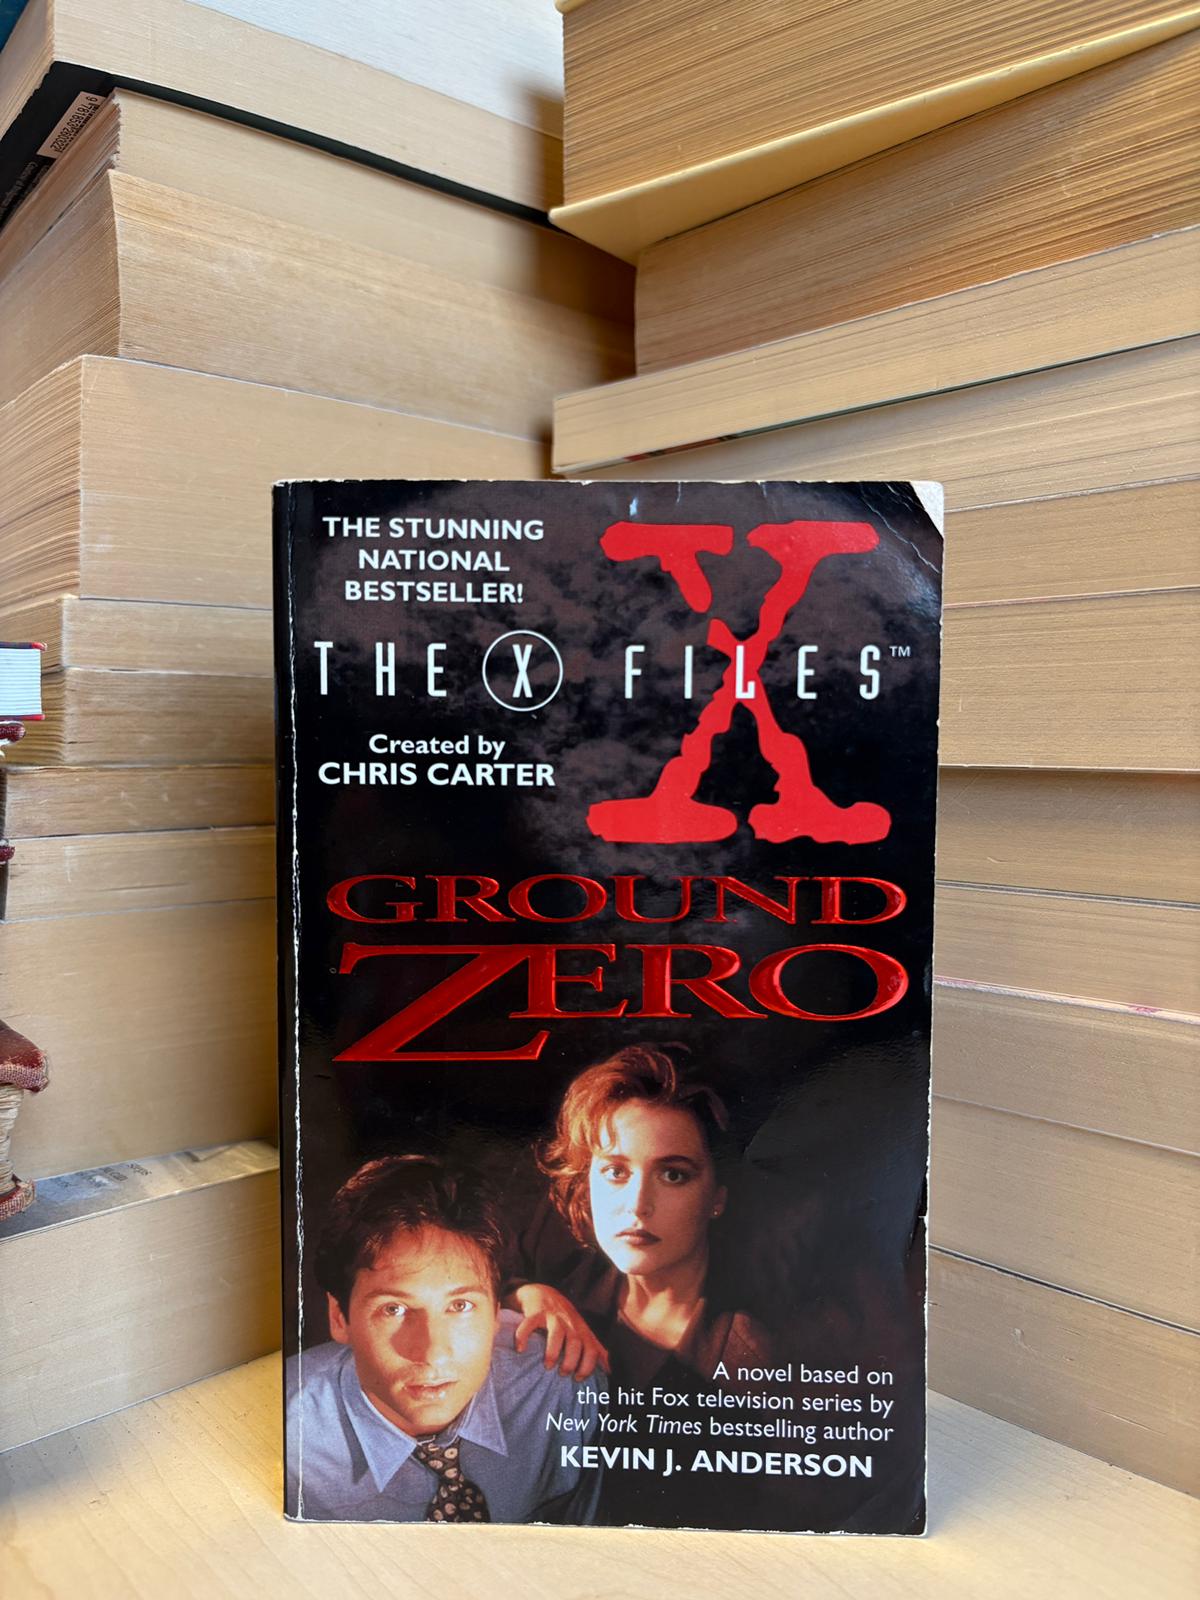 THE STUNNING
NATIONAL
BESTSELLER!
THE X FILES™
Created by
CHRIS CARTER
GROUND
ZERO
A novel based on
the hit Fox television series by
New York Times bestselling author
KEVIN J. ANDERSON